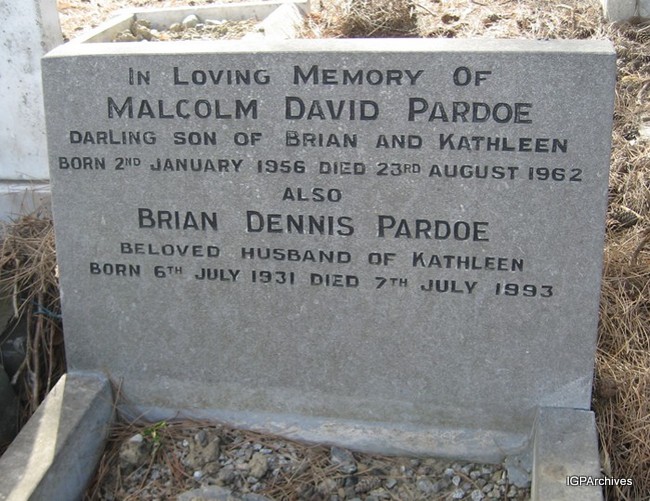 In Loving Memory Of
Malcolm David Pardoe
darling son of Brian and Kathleen
born 2nd January 1956 died 23rd August 1962
also
Brian Dennis Pardoe
beloved husband of Kathleen
born 6th July 1931 died 7th July 1993
IGPArchives